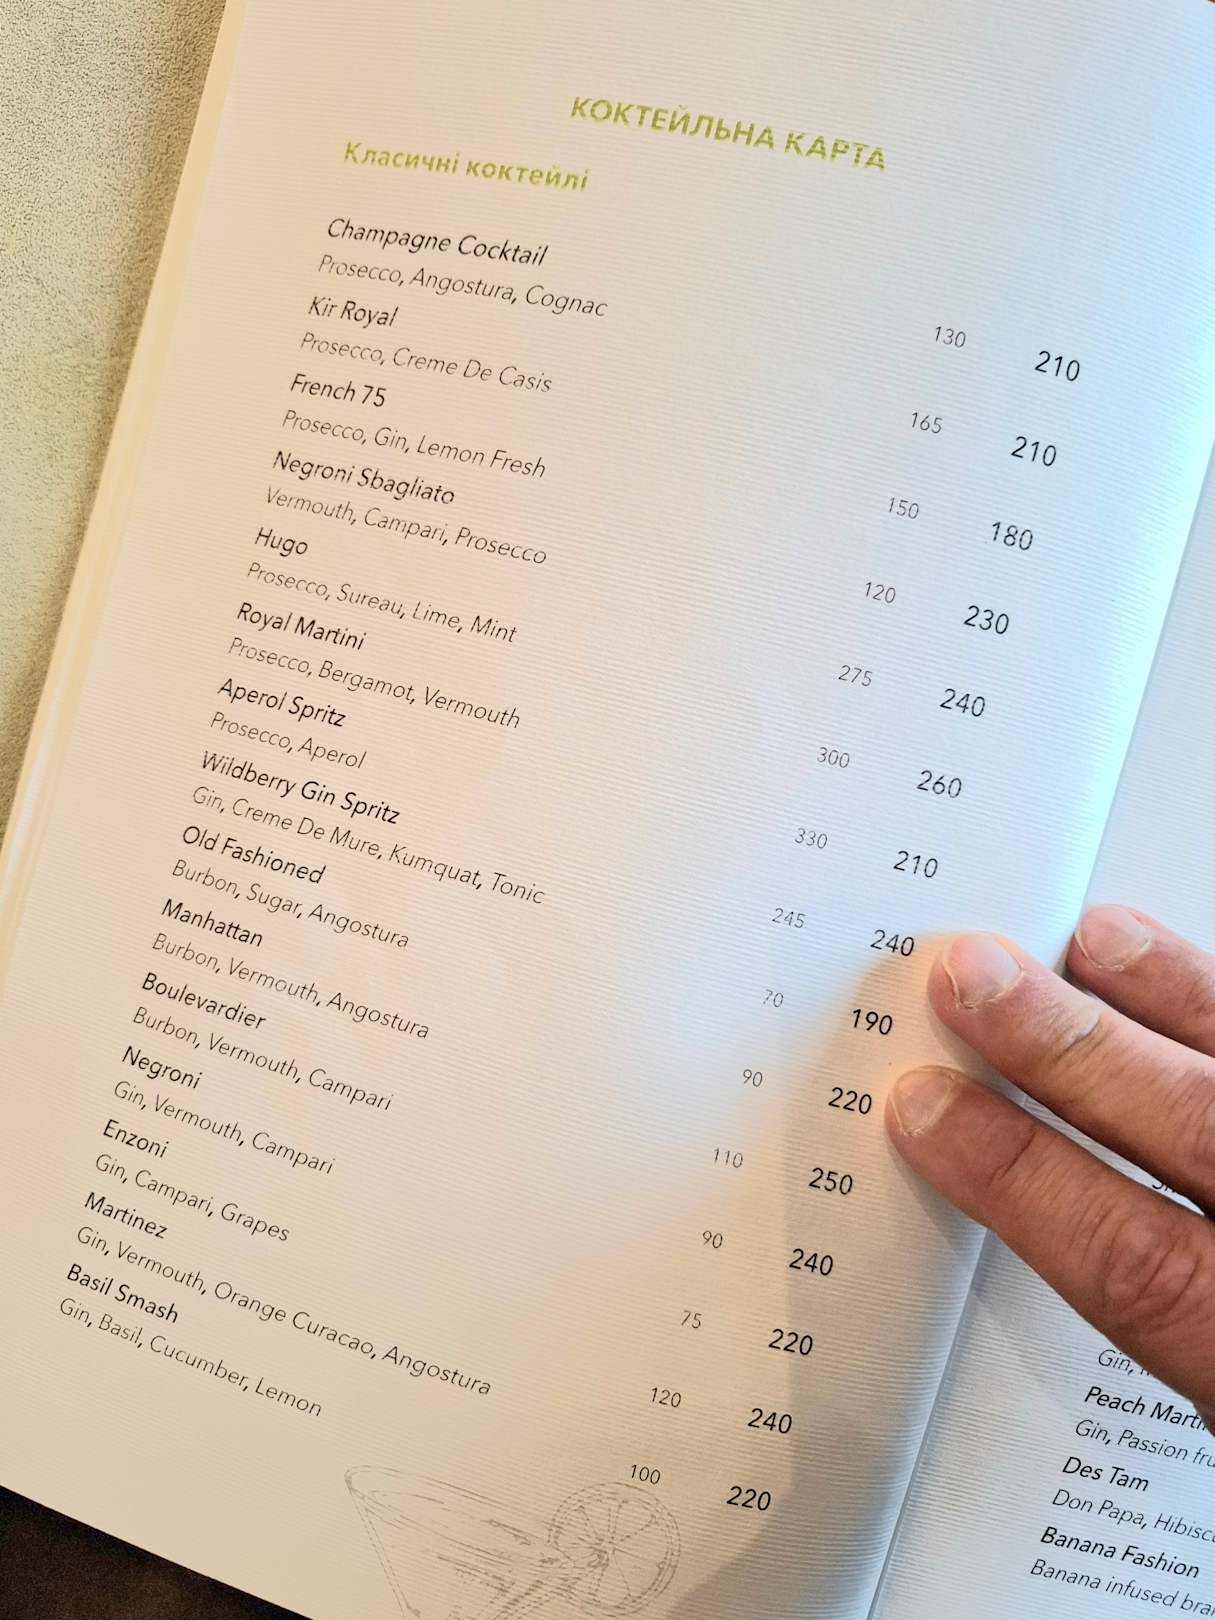 КОКТЕЙЛЬНА КАРТА
Класичні коктейлі
Champagne Cocktail
Prosecco, Angostura, Cognac 130 210
Kir Royal
Prosecco, Creme De Casis 165 210
French 75
Prosecco, Gin, Lemon Fresh 150 180
Negroni Sbagliato
Vermouth, Campari, Prosecco 120 230
Hugo
Prosecco, Sureau, Lime, Mint 275 240
Royal Martini
Prosecco, Bergamot, Vermouth 300 260
Aperol Spritz
Prosecco, Aperol 330 210
Wildberry Gin Spritz
Gin, Creme De Mure, Kumquat, Tonic 245 240
Old Fashioned
Burbon, Sugar, Angostura 70 190
Manhattan
Burbon, Vermouth, Angostura 90 220
Boulevardier
Burbon, Vermouth, Campari 110 250
Negroni
Gin, Vermouth, Campari 90 240
Enzoni
Gin, Campari, Grapes 75 220
Martinez
Gin, Vermouth, Orange Curacao, Angostura 120 240
Basil Smash
Gin, Basil, Cucumber, Lemon 100 220
Gin,
Peach
Gin, Passion
Des Tam
Don Papa,
Banana Fashion
Banana infused